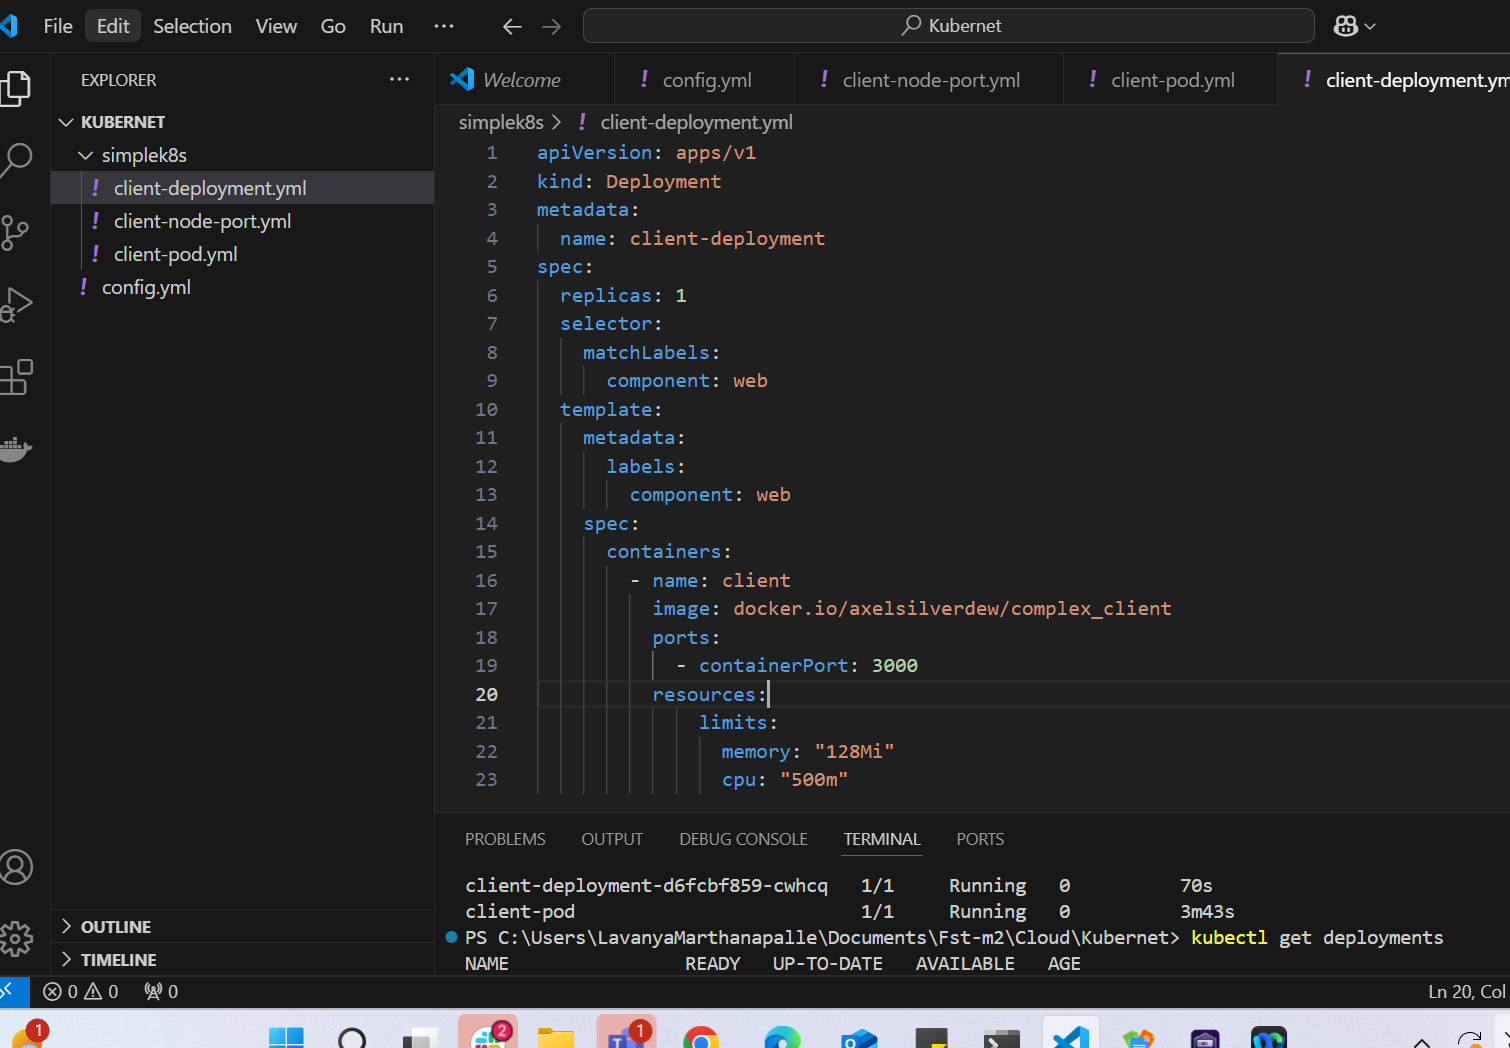 File Edit Selection View Go Run ··· Kubernet
EXPLORER ···
KUBERNET
simplek8s
! client-deployment.yml
! client-node-port.yml
! client-pod.yml
! config.yml
OUTLINE
TIMELINE
Welcome ! config.yml ! client-node-port.yml ! client-pod.yml ! client-deployment.ym
simplek8s > ! client-deployment.yml
1 apiVersion: apps/v1
2 kind: Deployment
3 metadata:
4 name: client-deployment
5 spec:
6 replicas: 1
7 selector:
8 matchLabels:
9 component: web
10 template:
11 metadata:
12 labels:
13 component: web
14 spec:
15 containers:
16 - name: client
17 image: docker.io/axelsilverdew/complex_client
18 ports:
19 - containerPort: 3000
20 resources:
21 limits:
22 memory: "128Mi"
23 cpu: "500m"
PROBLEMS OUTPUT DEBUG CONSOLE TERMINAL PORTS
client-deployment-d6fcbf859-cwhcq 1/1 Running 0 70s
client-pod 1/1 Running 0 3m43s
PS C:\Users\LavanyaMarthanapalle\Documents\Fst-m2\Cloud\Kubernet> kubectl get deployments
NAME READY UP-TO-DATE AVAILABLE AGE
0 0 0 Ln 20, Col
1 2 1